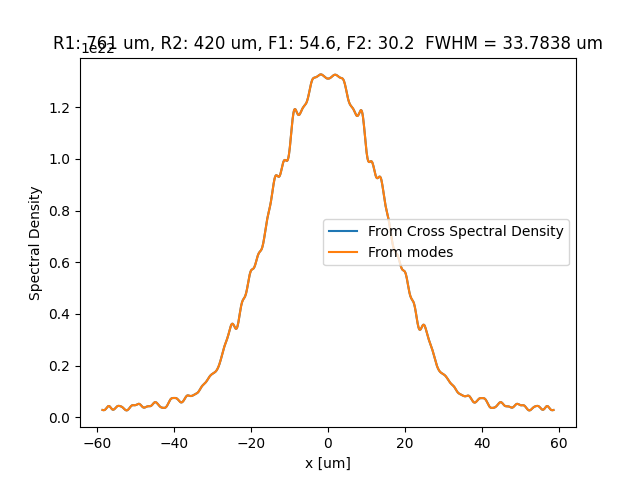 R1: 761 um, R2: 420 um, F1: 54.6, F2: 30.2  FWHM = 33.7838 um
1e22
1.2
1.0
0.8
0.6
0.4
0.2
0.0
Spectral Density
From Cross Spectral Density
From modes
−60 −40 −20 0 20 40 60
x [um]